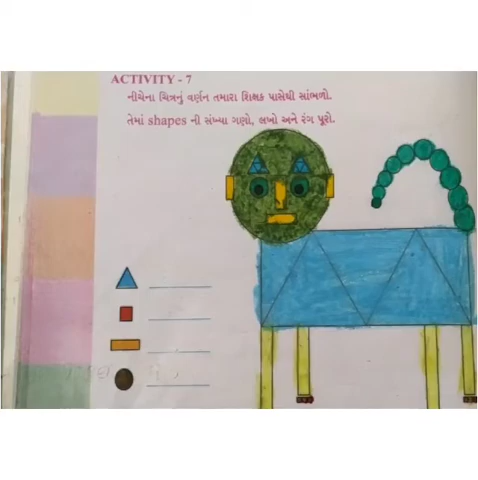 ACTIVITY - 7
નીચેના ચિત્રનું વર્ણન તમારા શિક્ષક પાસેથી સાંભળો.
તેમાં shapes ની સંખ્યા ગણો, લખો અને રંગ પૂરો.